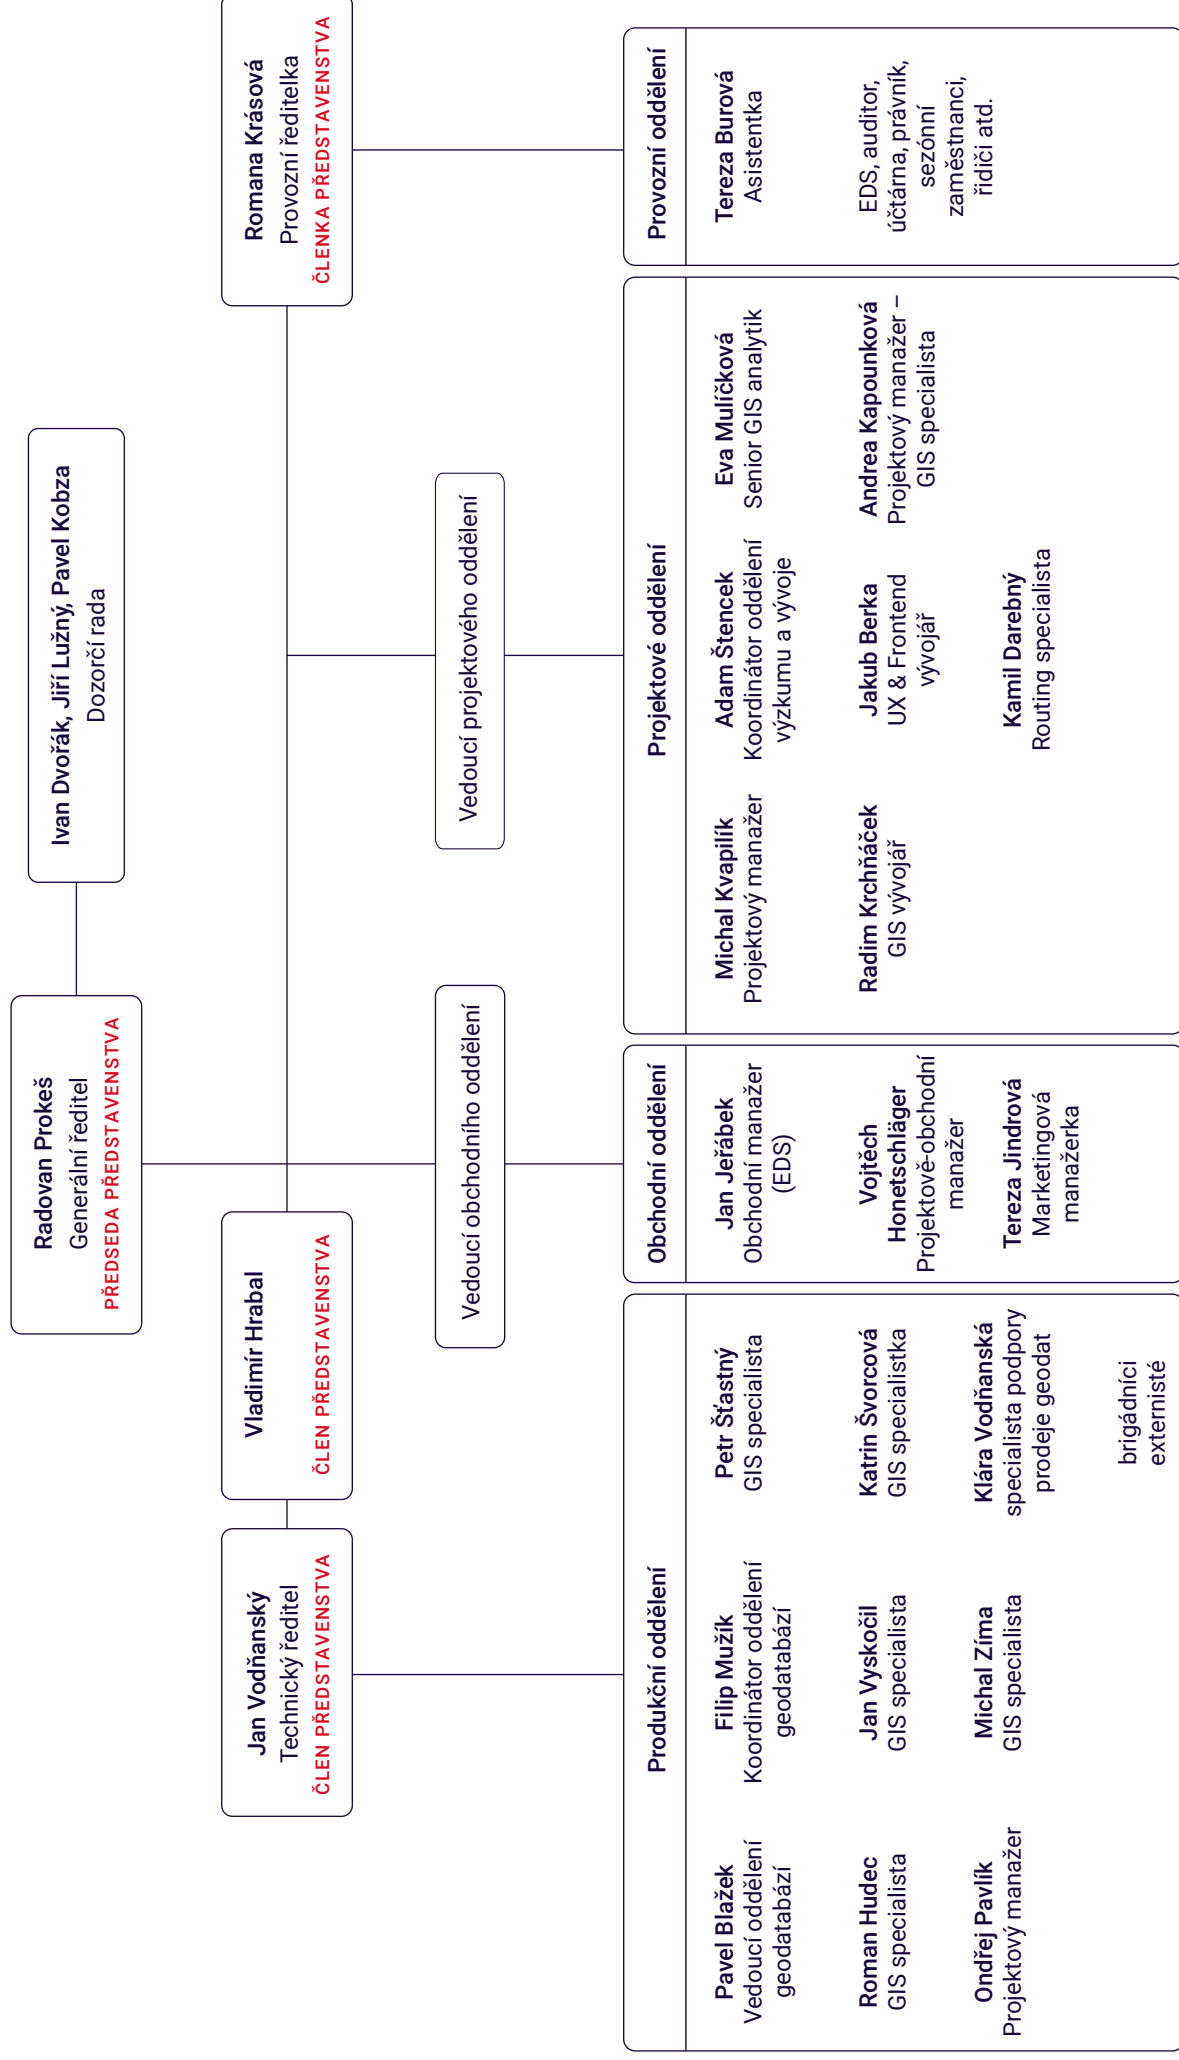 Radovan Prokeš
Generální ředitel
PŘEDSEDA PŘEDSTAVENSTVA
Ivan Dvořák, Jiří Lužný, Pavel Kobza
Dozorčí rada
Jan Vodňanský
Technický ředitel
ČLEN PŘEDSTAVENSTVA
Vladimír Hrabal
ČLEN PŘEDSTAVENSTVA
Romana Krásová
Provozní ředitelka
ČLENKA PŘEDSTAVENSTVA
Vedoucí obchodního oddělení
Vedoucí projektového oddělení
Produkční oddělení
Pavel Blažek
Vedoucí oddělení
geodatabází
Filip Mužík
Koordinátor oddělení
geodatabází
Petr Šťastný
GIS specialista
Roman Hudec
GIS specialista
Jan Vyskočil
GIS specialista
Katrin Švorcová
GIS specialistka
Ondřej Pavlík
Projektový manažer
Michal Zíma
GIS specialista
Klára Vodňanská
specialista podpory
prodeje geodat
brigádníci
externisté
Obchodní oddělení
Jan Jeřábek
Obchodní manažer
(EDS)
Vojtěch
Honetschläger
Projektově-obchodní
manažer
Tereza Jindrová
Marketingová
manažerka
Projektové oddělení
Michal Kvapilík
Projektový manažer
Adam Štencek
Koordinátor oddělení
výzkumu a vývoje
Eva Mulíčková
Senior GIS analytik
Radim Krchňáček
GIS vývojář
Jakub Berka
UX & Frontend
vývojář
Andrea Kapounková
Projektový manažer –
GIS specialista
Kamil Darebný
Routing specialista
Provozní oddělení
Tereza Burová
Asistentka
EDS, auditor,
účtárna, právník,
sezónní
zaměstnanci,
řidiči atd.